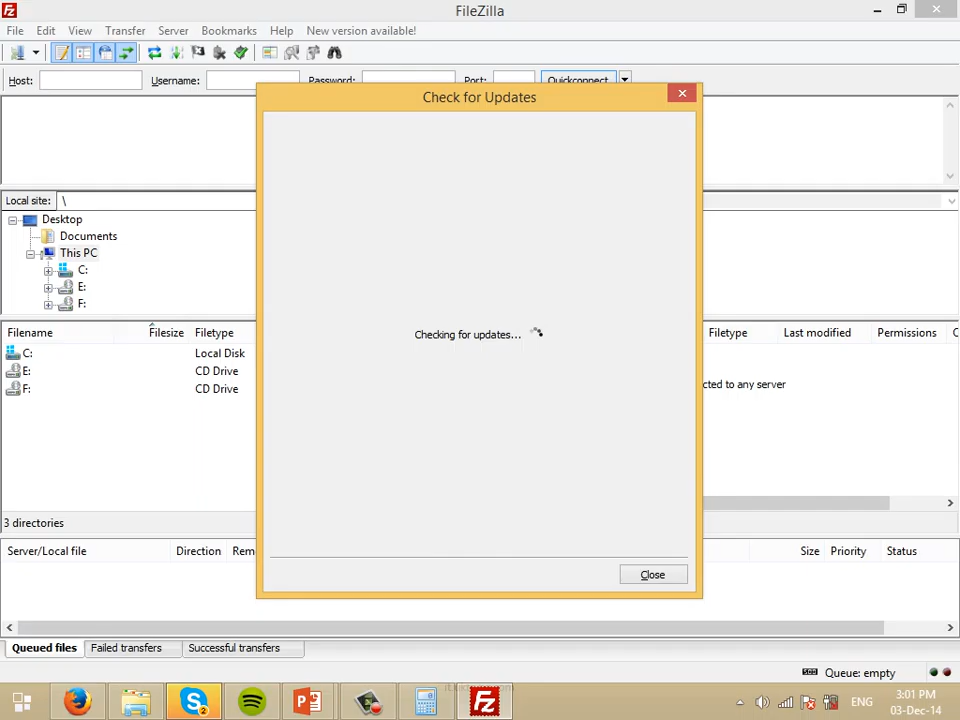 FileZilla
File Edit View Transfer Server Bookmarks Help New version available!
Host: Username: Password: Port: Quickconnect
Check for Updates
Local site: \
Desktop
Documents
This PC
C:
E:
F:
Checking for updates...
Filename Filesize Filetype
C: Local Disk
E: CD Drive
F: CD Drive
3 directories
Filetype Last modified Permissions
cted to any server
Close
Server/Local file Direction Rem
Size Priority Status
Queued files Failed transfers Successful transfers
Queue: empty
ENG
3:01 PM
03-Dec-14